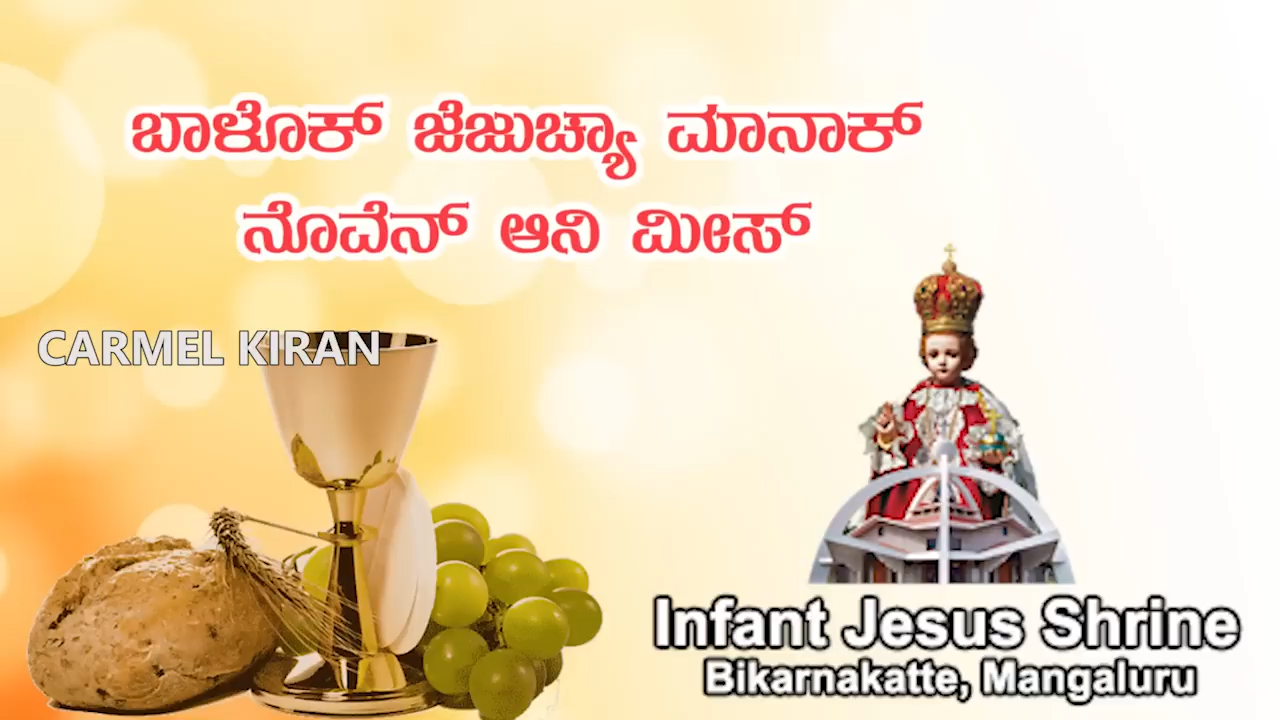 ಬಾಳೊಕ್ ಜೆಜುಚ್ಯಾ ಮಾನಾಕ್
ನೊವೆನ್ ಆನಿ ಮೀಸ್
CARMEL KIRAN
Infant Jesus Shrine
Bikarnakatte, Mangaluru